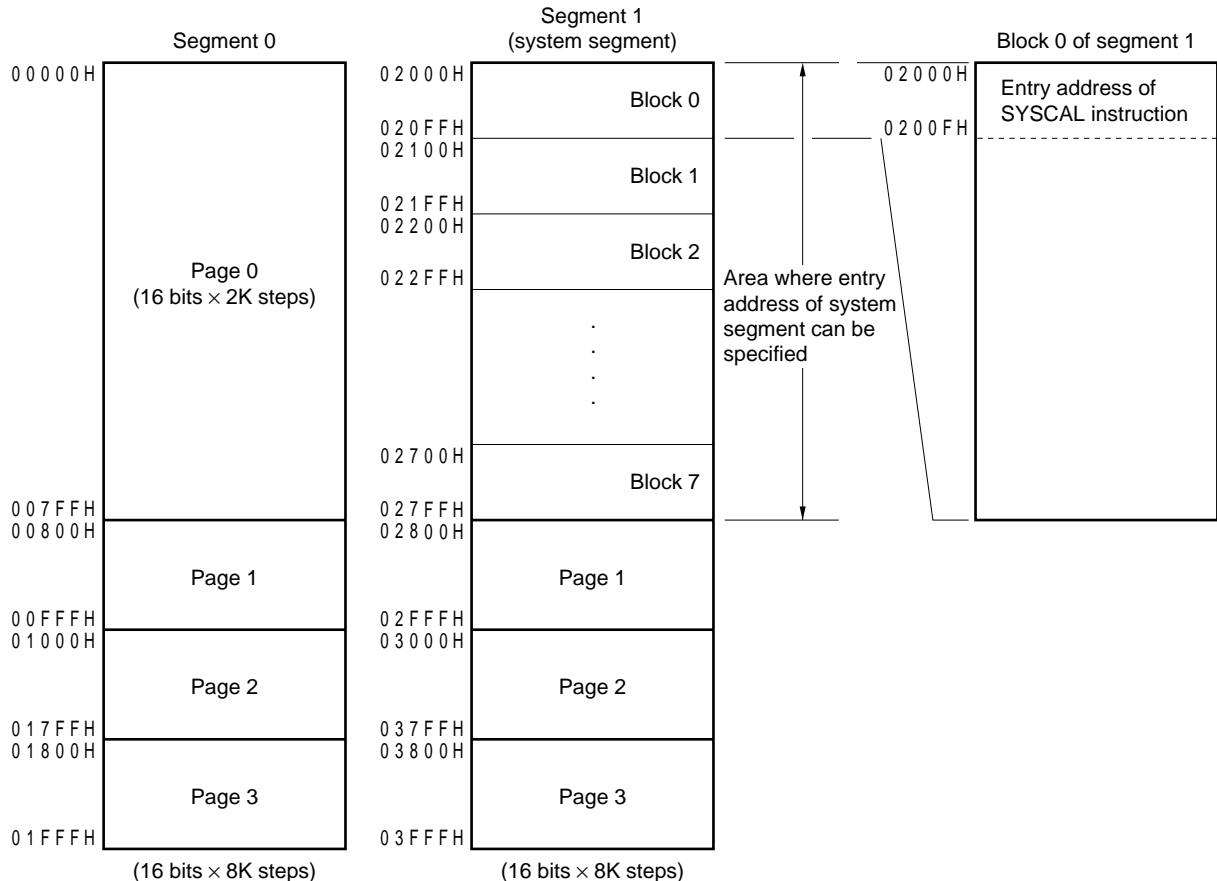 Segment 0
00000H
Page 0
(16 bits × 2K steps)
007FFH
00800H
Page 1
00FFFH
01000H
Page 2
017FFH
01800H
Page 3
01FFFH
(16 bits × 8K steps)
Segment 1
(system segment)
02000H
Block 0
020FFH
02100H
Block 1
021FFH
02200H
Block 2
022FFH
.
.
.
.
02700H
Block 7
027FFH
02800H
Page 1
02FFFH
03000H
Page 2
037FFH
03800H
Page 3
03FFFH
(16 bits × 8K steps)
Area where entry
address of system
segment can be
specified
Block 0 of segment 1
02000H
Entry address of
SYSCAL instruction
0200FH